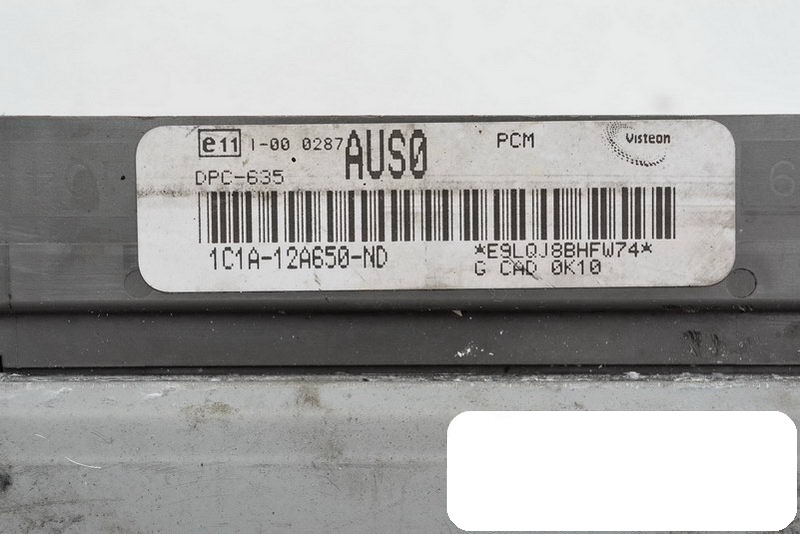 e11 I-00 0287 AUS0 PCM Visteon
DPC-635
1C1A-12A650-ND *E9LQJ8BHFW74*
G CAD 0K10